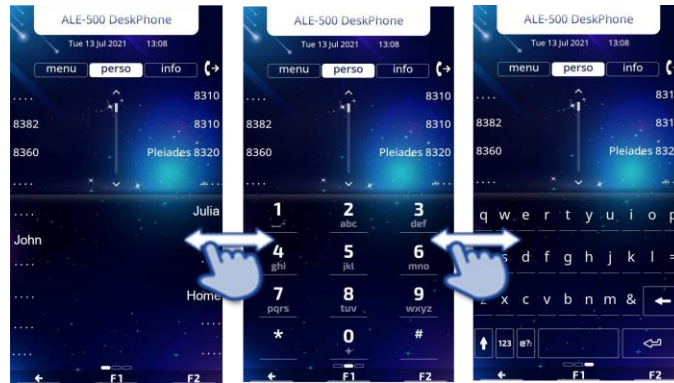 ALE-500 DeskPhone
Tue 13 Jul 2021 13:08
menu perso info
.... 8310
8382 8310
8360 Pleiades 8320
.... ....
.... Julia
John
....
.... Home
.... ....
F1 F2
ALE-500 DeskPhone
Tue 13 Jul 2021 13:08
menu perso info
.... 8310
8382 8310
8360 Pleiades 8320
.... ....
1 2 3
abc def
4 5 6
ghi jkl mno
7 8 9
pqrs tuv wxyz
* 0 #
+
F1 F2
ALE-500 DeskPhone
Tue 13 Jul 2021 13:08
menu perso info
.... 831
8382 831
8360 Pleiades 832
.... ....
q w e r t y u i o p
s d f g h j k l =
z x c v b n m &
123 @?:
F1 F2